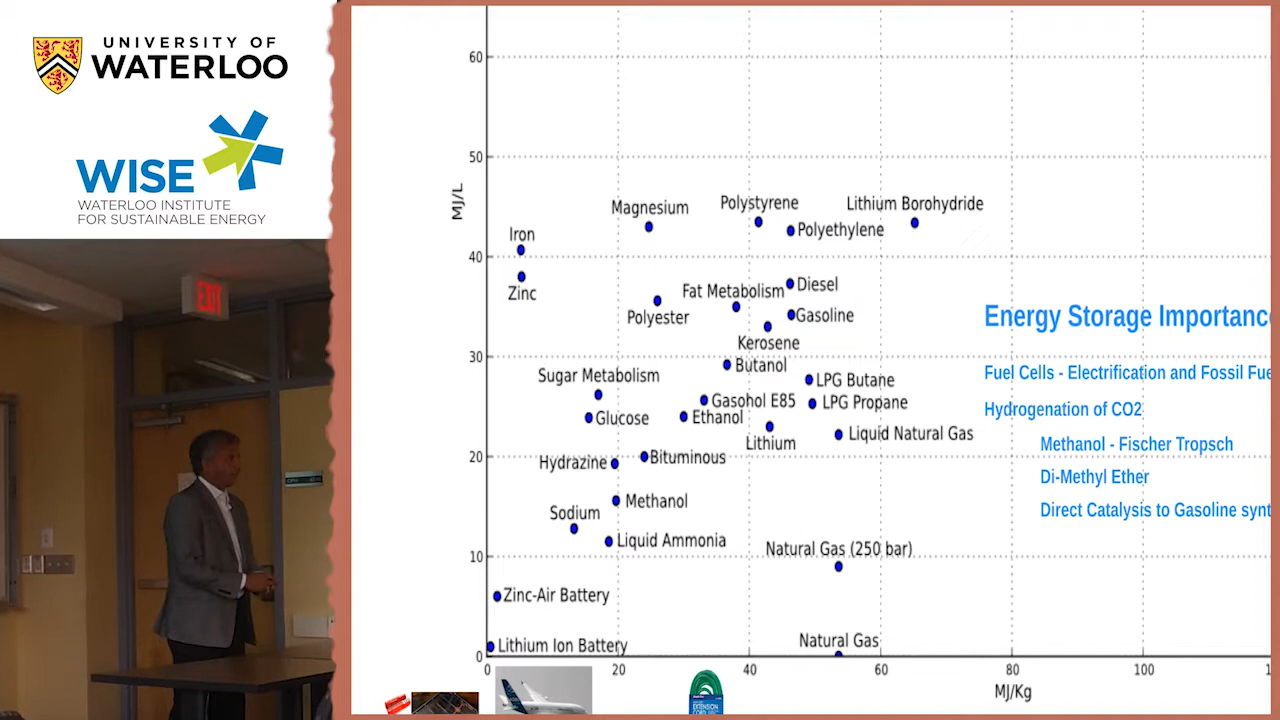 UNIVERSITY OF
WATERLOO
WISE
WATERLOO INSTITUTE
FOR SUSTAINABLE ENERGY
EXIT
MJ/L
60
50
40
30
20
10
0
Magnesium
Polystyrene
Lithium Borohydride
Polyethylene
Iron
Zinc
Fat Metabolism
Diesel
Polyester
Gasoline
Kerosene
Butanol
Sugar Metabolism
LPG Butane
Gasohol E85
LPG Propane
Glucose
Ethanol
Lithium
Liquid Natural Gas
Hydrazine
Bituminous
Methanol
Sodium
Liquid Ammonia
Natural Gas (250 bar)
Zinc-Air Battery
Lithium Ion Battery
Natural Gas
0 20 40 60 80 100
MJ/Kg
Energy Storage Importanc
Fuel Cells - Electrification and Fossil Fue
Hydrogenation of CO2
Methanol - Fischer Tropsch
Di-Methyl Ether
Direct Catalysis to Gasoline synt
EXTENSION
CORD